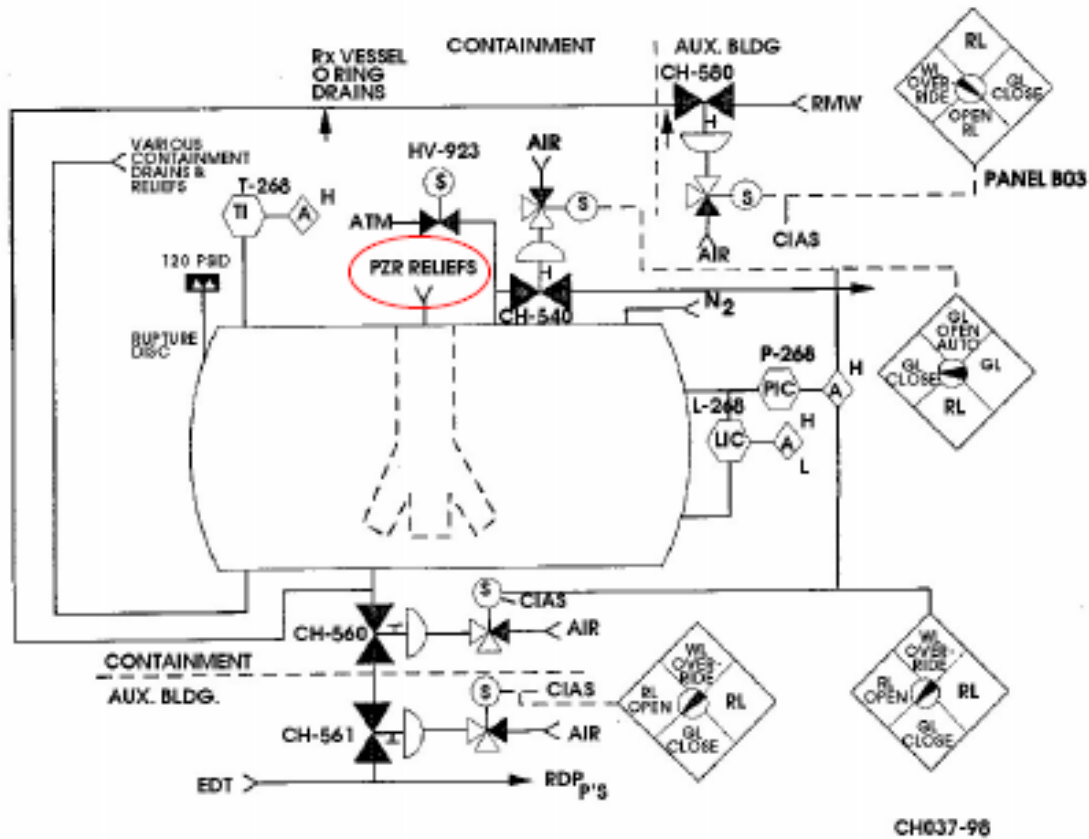 CONTAINMENT
AUX. BLDG
Rx VESSEL
O RING
DRAINS
CH-580
RMW
RL
WL
OVER-
RIDE
GL
CLOSE
OPEN
RL
PANEL B03
VARIOUS
CONTAINMENT
DRAINS &
RELIEFS
HV-923
S
AIR
S
S
CIAS
AIR
H
T-268
TI
A
H
ATM
PZR RELIEFS
120 PSID
RUPTURE
DISC
H
CH-540
N2
GL
OPEN
AUTO
GL
CLOSE
GL
RL
P-268
PIC
A
H
L-268
LIC
A
H
L
S
CIAS
CH-560
AIR
CONTAINMENT
AUX. BLDG.
S
CIAS
CH-561
AIR
WL
OVER-
RIDE
RL
OPEN
RL
GL
CLOSE
WL
OVER-
RIDE
RL
OPEN
RL
GL
CLOSE
EDT
RDP P'S
CH037-98